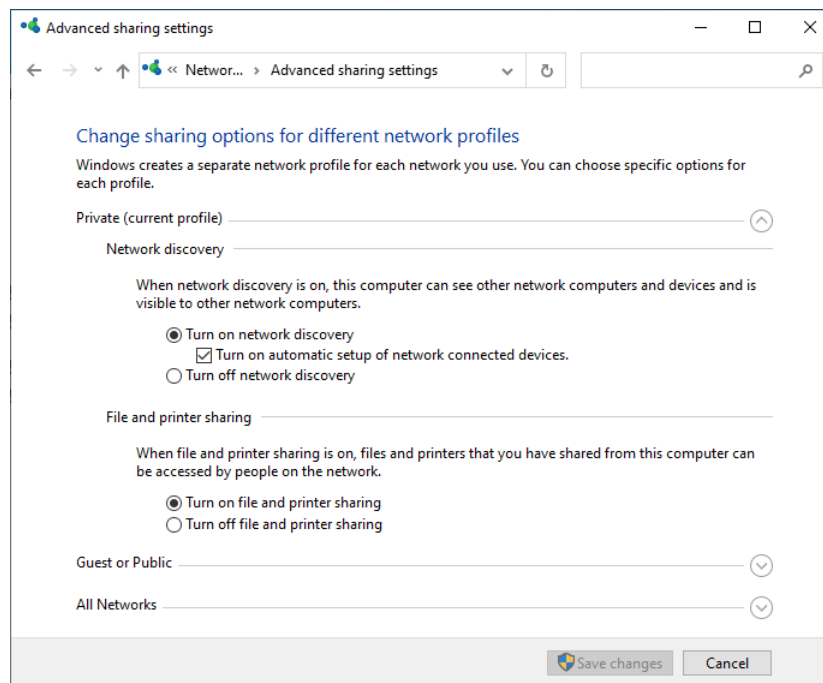 Advanced sharing settings
« Networ... > Advanced sharing settings
Change sharing options for different network profiles
Windows creates a separate network profile for each network you use. You can choose specific options for
each profile.
Private (current profile)
Network discovery
When network discovery is on, this computer can see other network computers and devices and is
visible to other network computers.
Turn on network discovery
Turn on automatic setup of network connected devices.
Turn off network discovery
File and printer sharing
When file and printer sharing is on, files and printers that you have shared from this computer can
be accessed by people on the network.
Turn on file and printer sharing
Turn off file and printer sharing
Guest or Public
All Networks
Save changes
Cancel